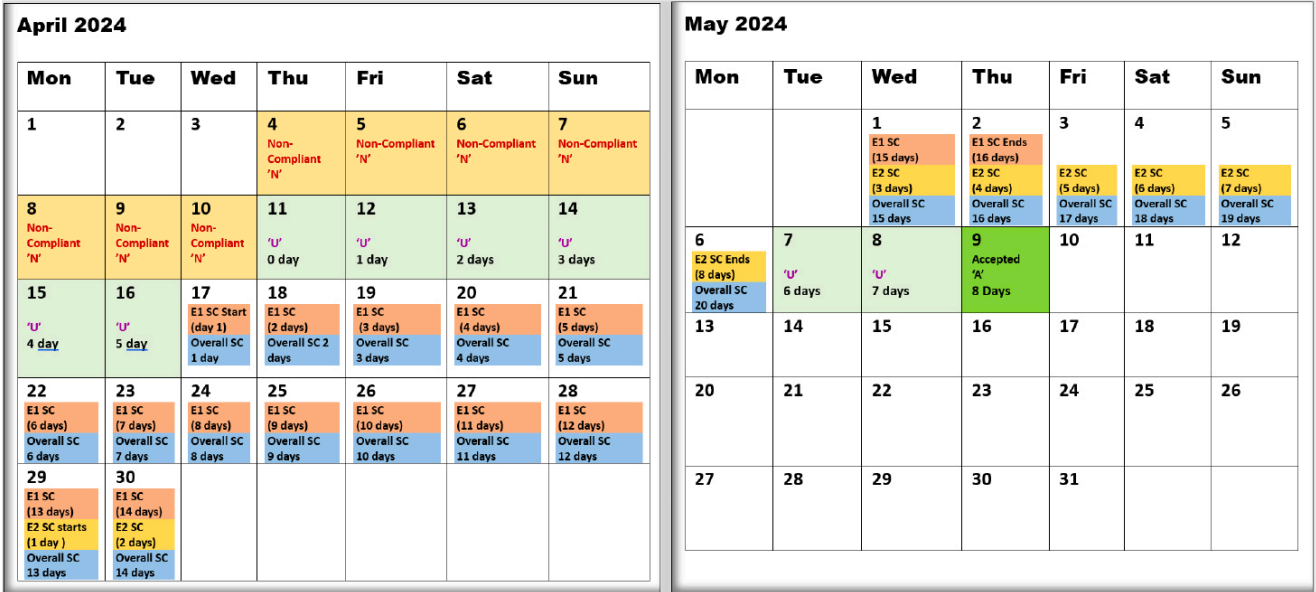 April 2024
Mon Tue Wed Thu Fri Sat Sun
1 2 3 4 5 6 7
Non- Non-Compliant Non-Compliant Non-Compliant
Compliant ‘N’ ‘N’ ‘N’
‘N’
8 9 10 11 12 13 14
Non- Non- Non-
Compliant Compliant Compliant ‘U’ ‘U’ ‘U’ ‘U’
‘N’ ‘N’ ‘N’ 0 day 1 day 2 days 3 days
15 16 17 18 19 20 21
E1 SC Start E1 SC E1 SC E1 SC E1 SC
‘U’ ‘U’ (day 1) (2 days) (3 days) (4 days) (5 days)
4 day 5 day Overall SC Overall SC 2 Overall SC Overall SC Overall SC
1 day days 3 days 4 days 5 days
22 23 24 25 26 27 28
E1 SC E1 SC E1 SC E1 SC E1 SC E1 SC E1 SC
(6 days) (7 days) (8 days) (9 days) (10 days) (11 days) (12 days)
Overall SC Overall SC Overall SC Overall SC Overall SC Overall SC Overall SC
6 days 7 days 8 days 9 days 10 days 11 days 12 days
29 30
E1 SC E1 SC
(13 days) (14 days)
E2 SC starts E2 SC
(1 day ) (2 days)
Overall SC Overall SC
13 days 14 days
May 2024
Mon Tue Wed Thu Fri Sat Sun
1 2 3 4 5
E1 SC E1 SC Ends
(15 days) (16 days)
E2 SC E2 SC E2 SC E2 SC E2 SC
(3 days) (4 days) (5 days) (6 days) (7 days)
Overall SC Overall SC Overall SC Overall SC Overall SC
15 days 16 days 17 days 18 days 19 days
6 7 8 9 10 11 12
E2 SC Ends Accepted
(8 days) ‘U’ ‘U’ ‘A’
Overall SC 6 days 7 days 8 Days
20 days
13 14 15 16 17 18 19
20 21 22 23 24 25 26
27 28 29 30 31